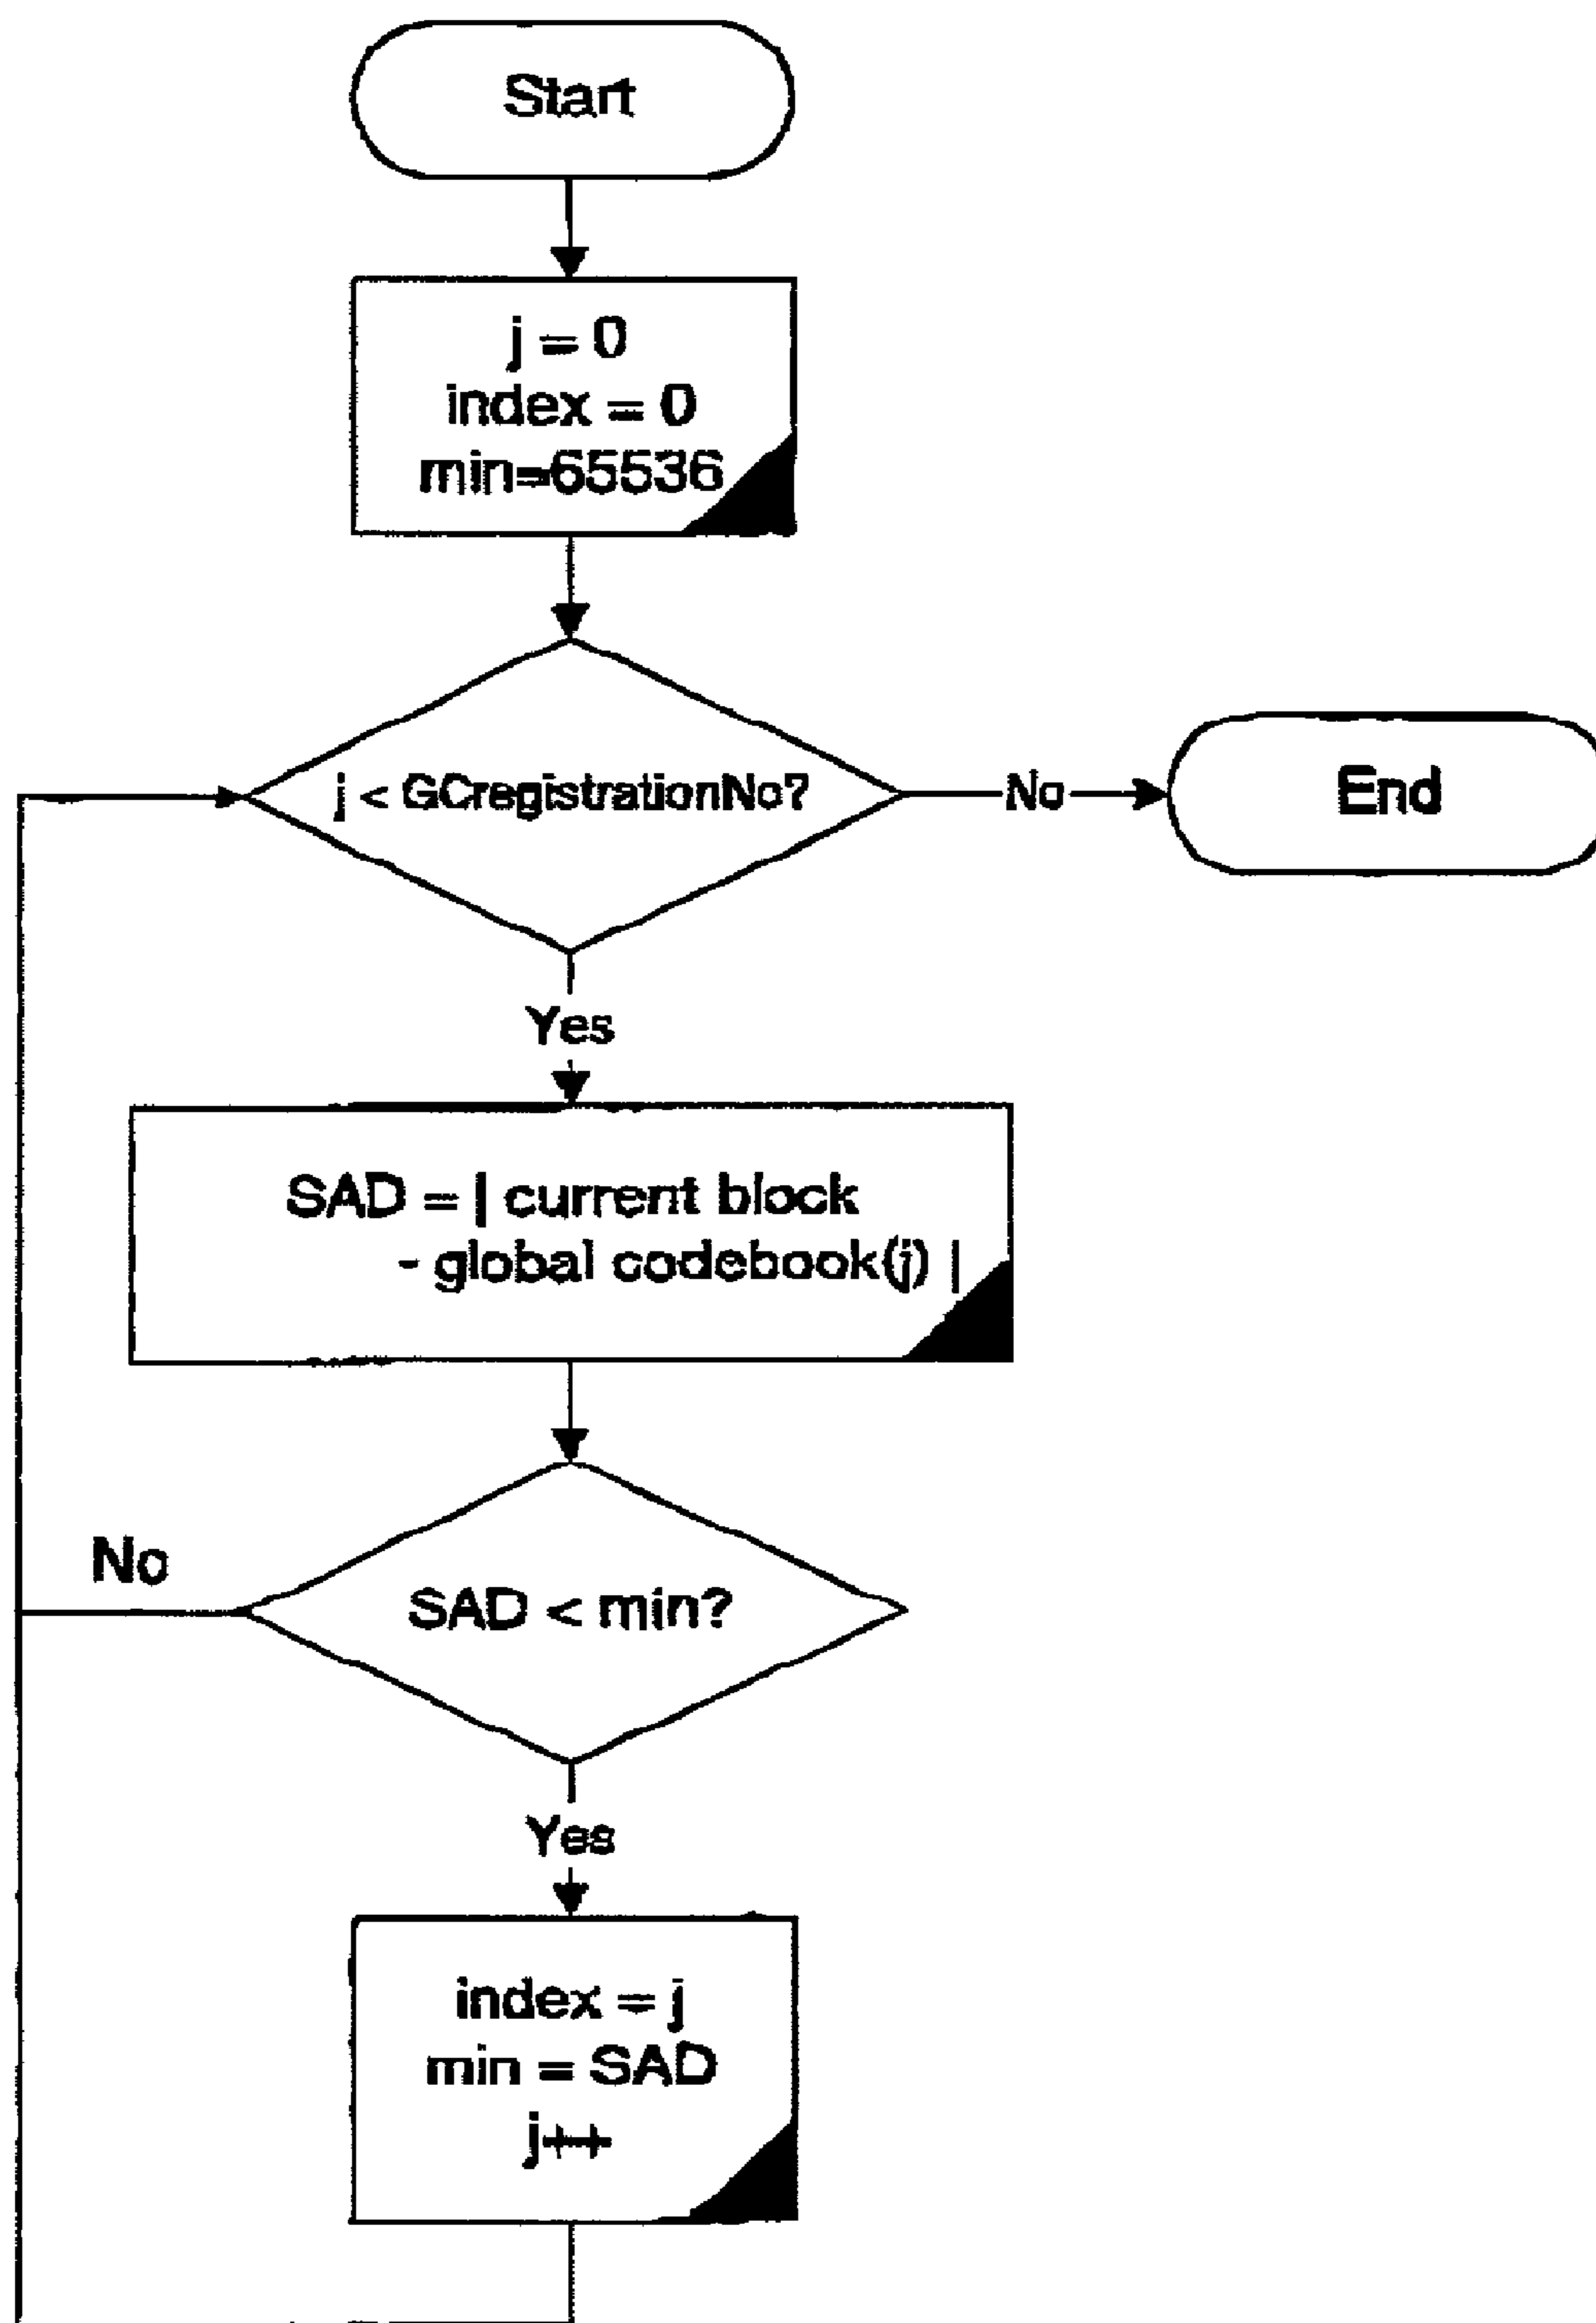 Start
j = 0
index = 0
min=65536
j < GCregistrationNo?
No
End
Yes
SAD = | current block
- global codebook(j) |
SAD < min?
No
Yes
index = j
min = SAD
j++